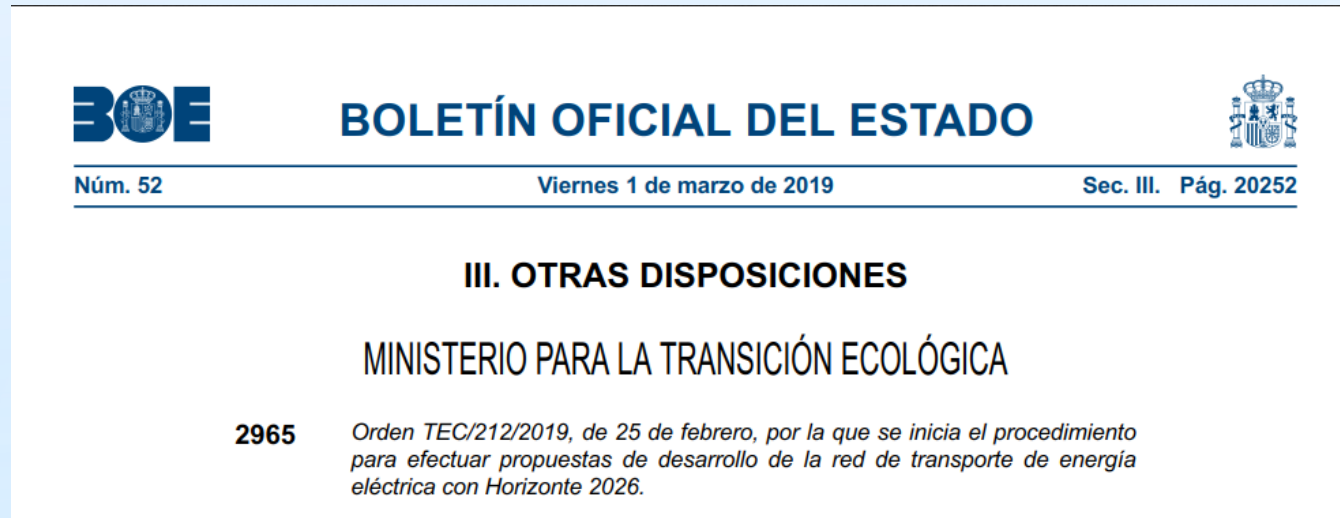 BOE
BOLETÍN OFICIAL DEL ESTADO
Núm. 52 Viernes 1 de marzo de 2019 Sec. III. Pág. 20252
III. OTRAS DISPOSICIONES
MINISTERIO PARA LA TRANSICIÓN ECOLÓGICA
2965 Orden TEC/212/2019, de 25 de febrero, por la que se inicia el procedimiento
para efectuar propuestas de desarrollo de la red de transporte de energía
eléctrica con Horizonte 2026.